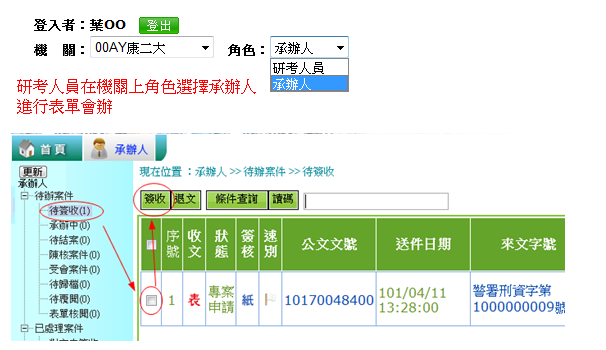 登入者：葉OO 登出
機 關：00AY康二大 角色：承辦人
研考人員
承辦人
研考人員在機關上角色選擇承辦人
進行表單會辦
首頁 承辦人
更新
承辦人
待辦案件
待簽收(1)
承辦中(0)
待結案(0)
陳核案件(0)
受會案件(0)
待歸檔(0)
待覆閱(0)
表單核閱(0)
已處理案件
現在位置：承辦人>>待辦案件>>待簽收
簽收 退文 條件查詢 讀碼
序號 收文 狀態 簽核 速別 公文文號 送件日期 來文字號
1 表 專案申請 紙 10170048400 101/04/11 13:28:00 警署刑資字第1000000009號